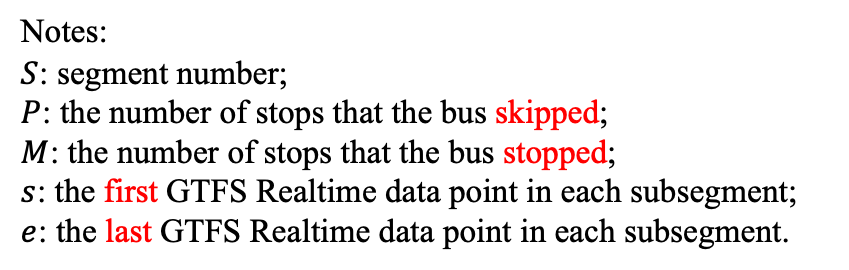 Notes:
S: segment number;
P: the number of stops that the bus skipped;
M: the number of stops that the bus stopped;
s: the first GTFS Realtime data point in each subsegment;
e: the last GTFS Realtime data point in each subsegment.